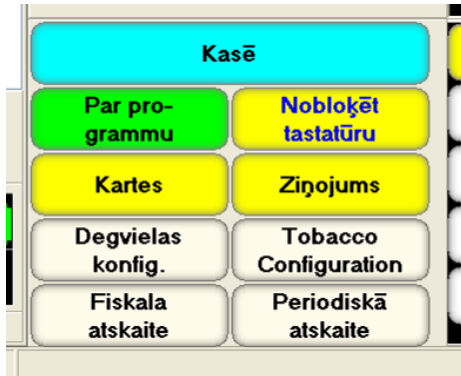 Kasē
Par pro-
grammu
Nobloķēt
tastatūru
Kartes
Ziņojums
Degvielas
konfig.
Tobacco
Configuration
Fiskala
atskaite
Periodiskā
atskaite